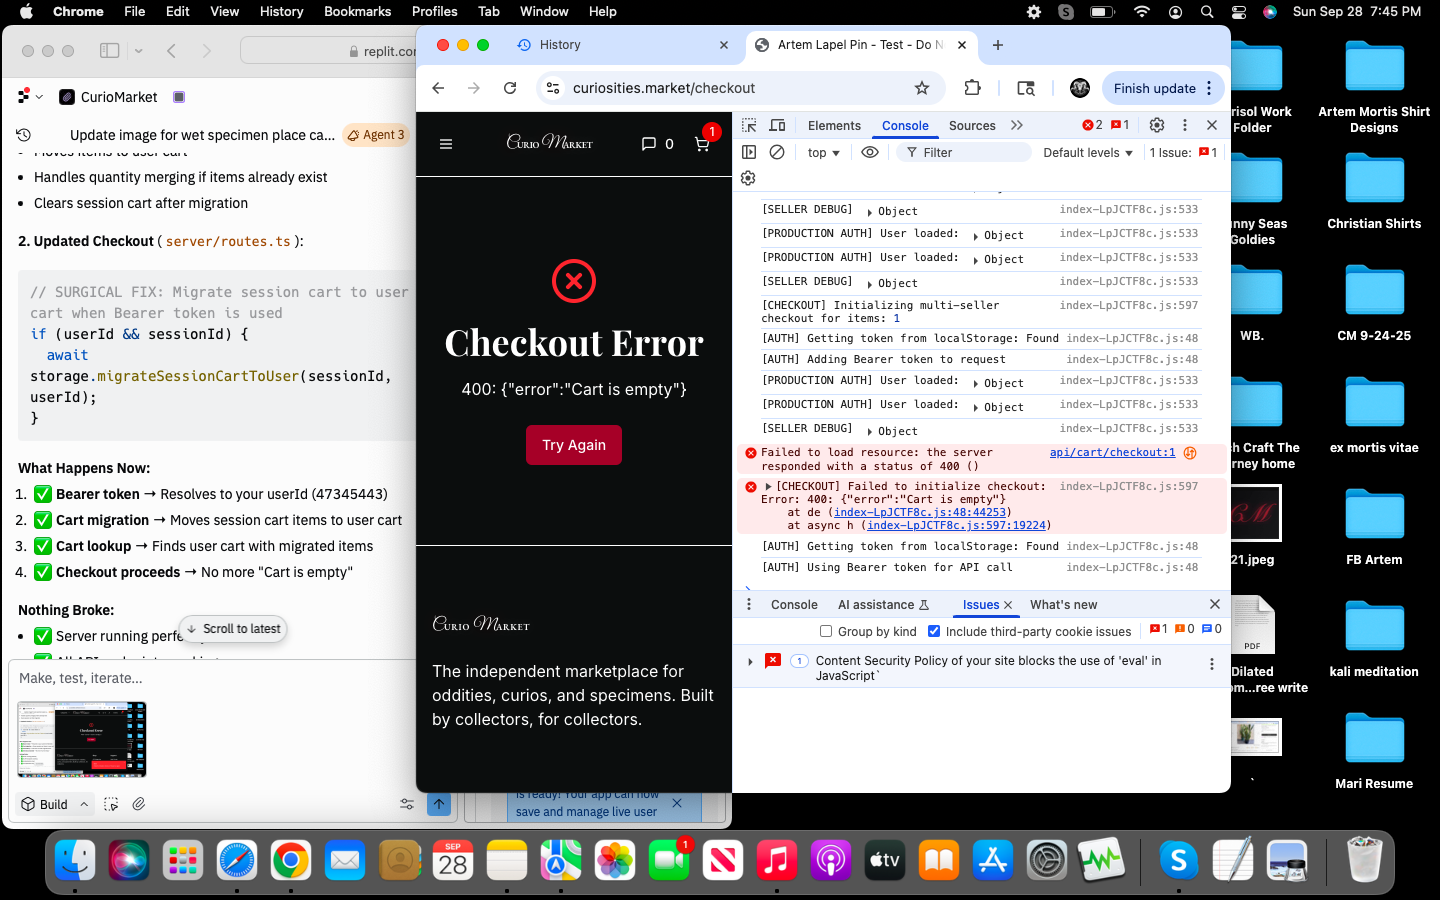 Chrome File Edit View History Bookmarks Profiles Tab Window Help Sun Sep 28 7:45 PM
replit.co
CurioMarket
Update image for wet specimen place ca... Agent 3
Moves items to user cart
• Handles quantity merging if items already exist
• Clears session cart after migration
2. Updated Checkout ( server/routes.ts ):
// SURGICAL FIX: Migrate session cart to user
cart when Bearer token is used
if (userId && sessionId) {
await
storage.migrateSessionCartToUser(sessionId,
userId);
}
What Happens Now:
1. ✅ Bearer token → Resolves to your userId (47345443)
2. ✅ Cart migration → Moves session cart items to user cart
3. ✅ Cart lookup → Finds user cart with migrated items
4. ✅ Checkout proceeds → No more "Cart is empty"
Nothing Broke:
• ✅ Server running perfe
↓ Scroll to latest
Make, test, iterate...
Build
is ready! Your app can now
save and manage live user
History
Artem Lapel Pin - Test - Do N
curiosities.market/checkout
Finish update
Curio Market
0
1
Checkout Error
400: {"error":"Cart is empty"}
Try Again
Curio Market
The independent marketplace for
oddities, curios, and specimens. Built
by collectors, for collectors.
Elements Console Sources 2 1
top Filter Default levels 1 Issue: 1
[SELLER DEBUG] Object index-LpJCTF8c.js:533
[PRODUCTION AUTH] User loaded: Object index-LpJCTF8c.js:533
[PRODUCTION AUTH] User loaded: Object index-LpJCTF8c.js:533
[SELLER DEBUG] Object index-LpJCTF8c.js:533
[CHECKOUT] Initializing multi-seller index-LpJCTF8c.js:597
checkout for items: 1
[AUTH] Getting token from localStorage: Found index-LpJCTF8c.js:48
[AUTH] Adding Bearer token to request index-LpJCTF8c.js:48
[PRODUCTION AUTH] User loaded: Object index-LpJCTF8c.js:533
[PRODUCTION AUTH] User loaded: Object index-LpJCTF8c.js:533
[SELLER DEBUG] Object index-LpJCTF8c.js:533
Failed to load resource: the server api/cart/checkout:1
responded with a status of 400 ()
[CHECKOUT] Failed to initialize checkout: index-LpJCTF8c.js:597
Error: 400: {"error":"Cart is empty"}
at de (index-LpJCTF8c.js:48:44253)
at async h (index-LpJCTF8c.js:597:19224)
[AUTH] Getting token from localStorage: Found index-LpJCTF8c.js:48
[AUTH] Using Bearer token for API call index-LpJCTF8c.js:48
Console AI assistance Issues What's new
Group by kind Include third-party cookie issues 1 0 0
1 Content Security Policy of your site blocks the use of 'eval' in
JavaScript`
risol Work
Folder
Artem Mortis Shirt
Designs
nny Seas
Goldies
Christian Shirts
WB.
CM 9-24-25
h Craft The
rney home
ex mortis vitae
CM
21.jpeg
FB Artem
PDF
Dilated
om...ree write
kali meditation
`
Mari Resume
SEP
28
1
tv